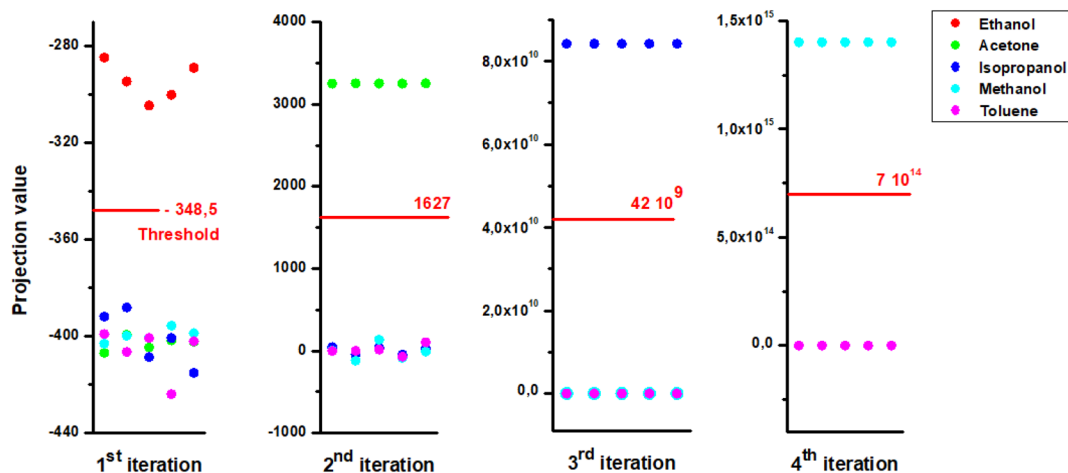 Projection value
-280
-320
-360
-400
-440
- 348,5
Threshold
1st iteration
4000
3000
2000
1000
0
-1000
1627
2nd iteration
8,0x10^10
6,0x10^10
4,0x10^10
2,0x10^10
0,0
42 10^9
3rd iteration
1,5x10^15
1,0x10^15
5,0x10^14
0,0
7 10^14
4th iteration
Ethanol
Acetone
Isopropanol
Methanol
Toluene